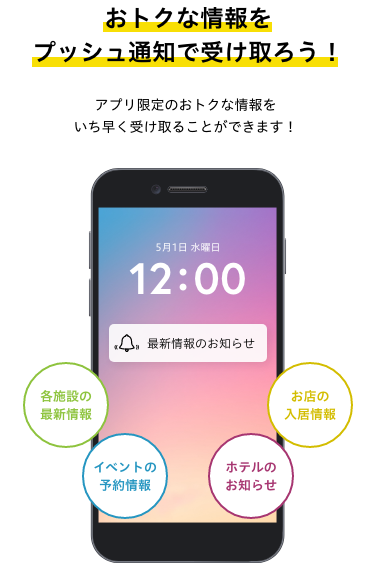 おトクな情報を
プッシュ通知で受け取ろう！
アプリ限定のおトクな情報を
いち早く受け取ることができます！
5月1日 水曜日
12:00
最新情報のお知らせ
各施設の
最新情報
お店の
入居情報
イベントの
予約情報
ホテルの
お知らせ